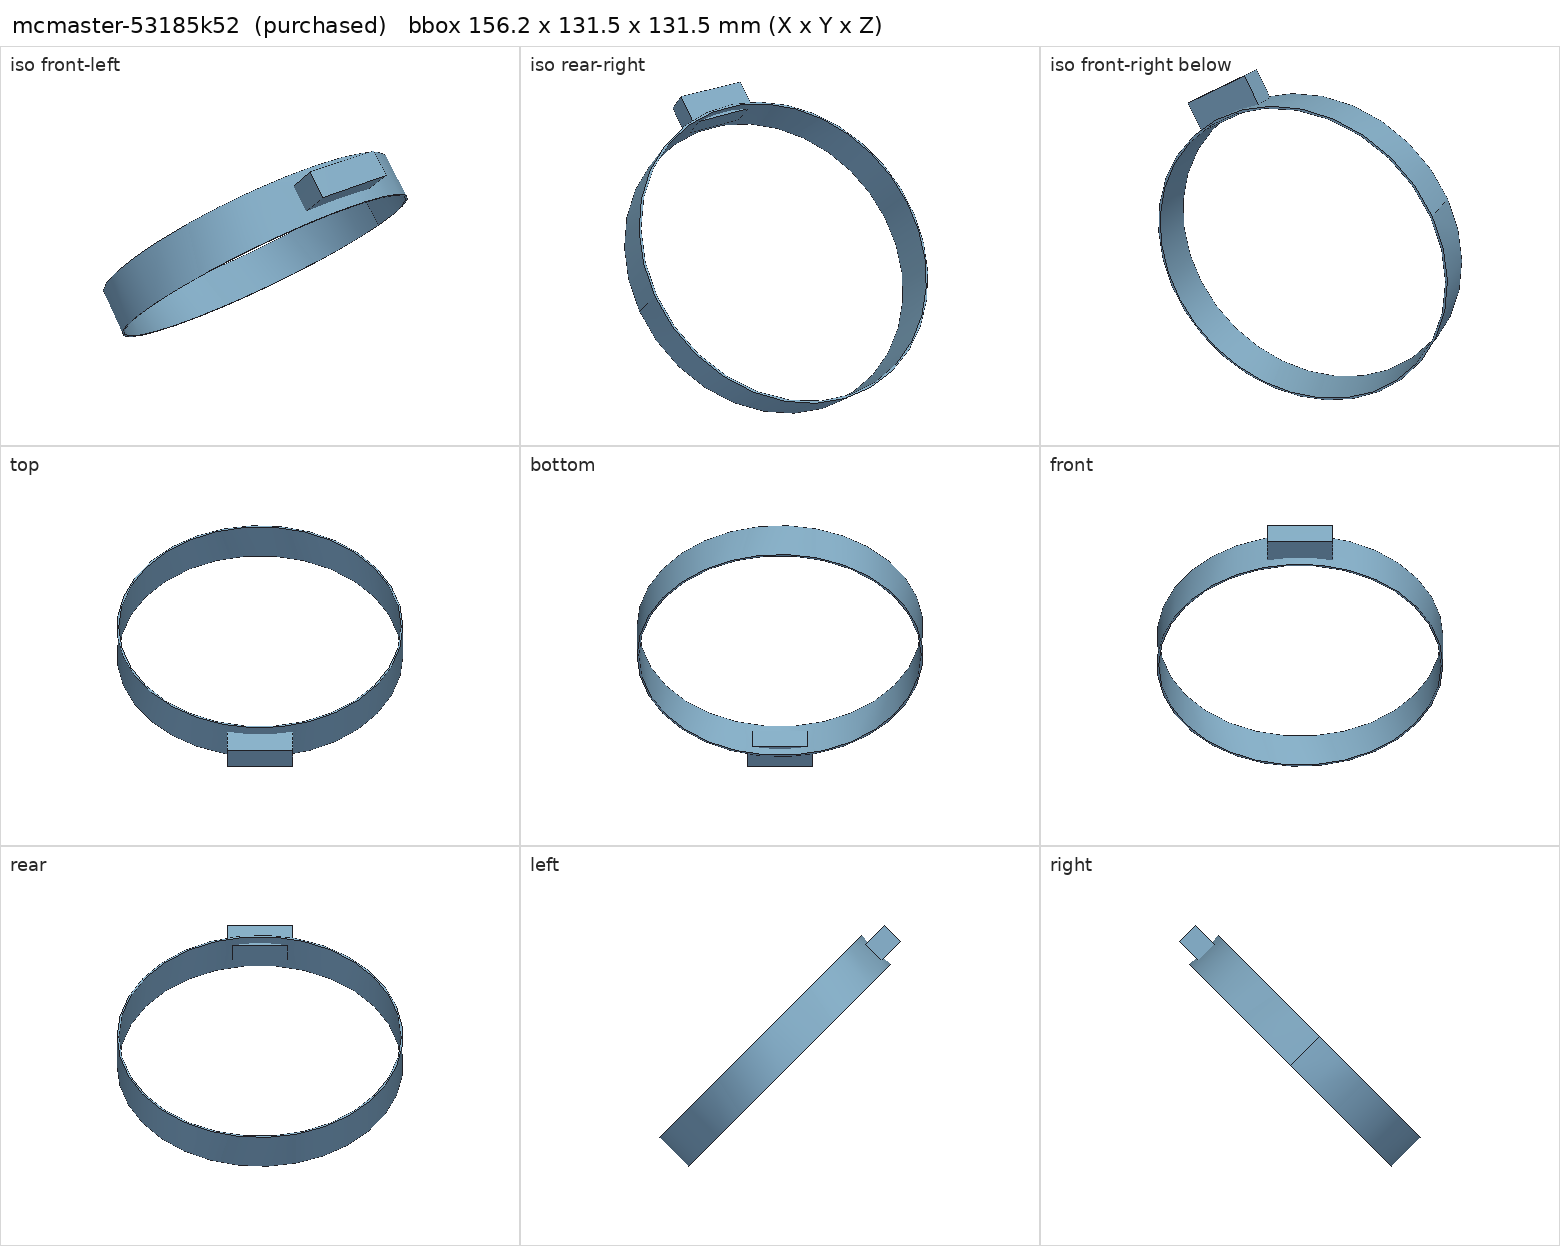 mcmaster-53185k52 (purchased) bbox 156.2 x 131.5 x 131.5 mm (X x Y x Z)
iso front-left
iso rear-right
iso front-right below
top
bottom
front
rear
left
right